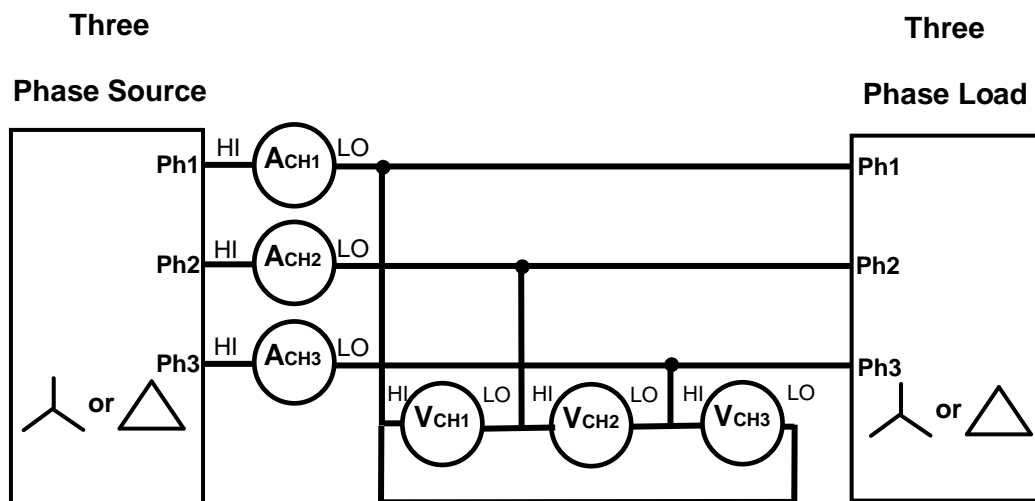 Three
Phase Source
Three
Phase Load
Ph1 HI ACH1 LO Ph1
Ph2 HI ACH2 LO Ph2
Ph3 HI ACH3 LO Ph3
HI VCH1 LO HI VCH2 LO HI VCH3 LO
or
or